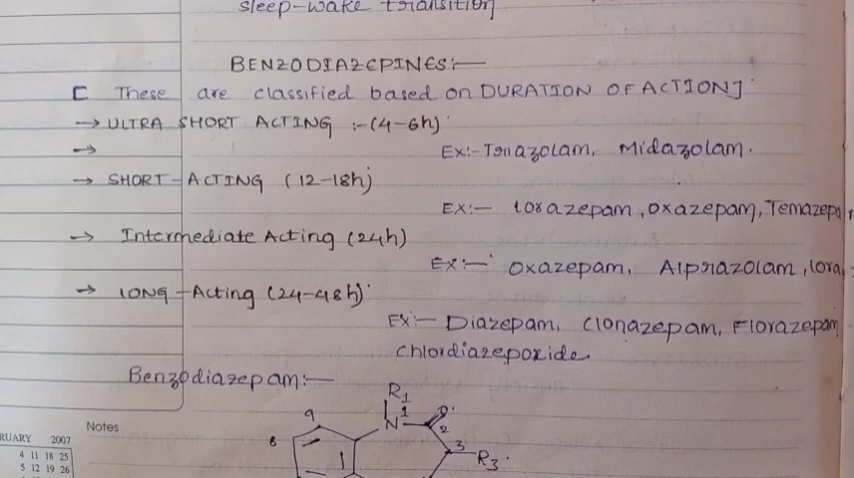 sleep-wake transition
BENZODIAZEPINES:-
[ These are classified based on DURATION OF ACTION]
→ ULTRA SHORT ACTING :-(4-6h)
→ Ex:- Triazolam, Midazolam.
→ SHORT-ACTING (12-18h)
Ex:- lorazepam, Oxazepam, Temazepa
→ Intermediate Acting (24h)
Ex:- Oxazepam, Alprazolam, lora
→ LONG-Acting (24-48h)
Ex:- Diazepam, Clonazepam, Florazepam
Chlordiazepoxide
Benzodiazepam:-
R1
9 N 1 O
8 2
3 R3
Notes
RUARY 2007
4 11 18 25
5 12 19 26